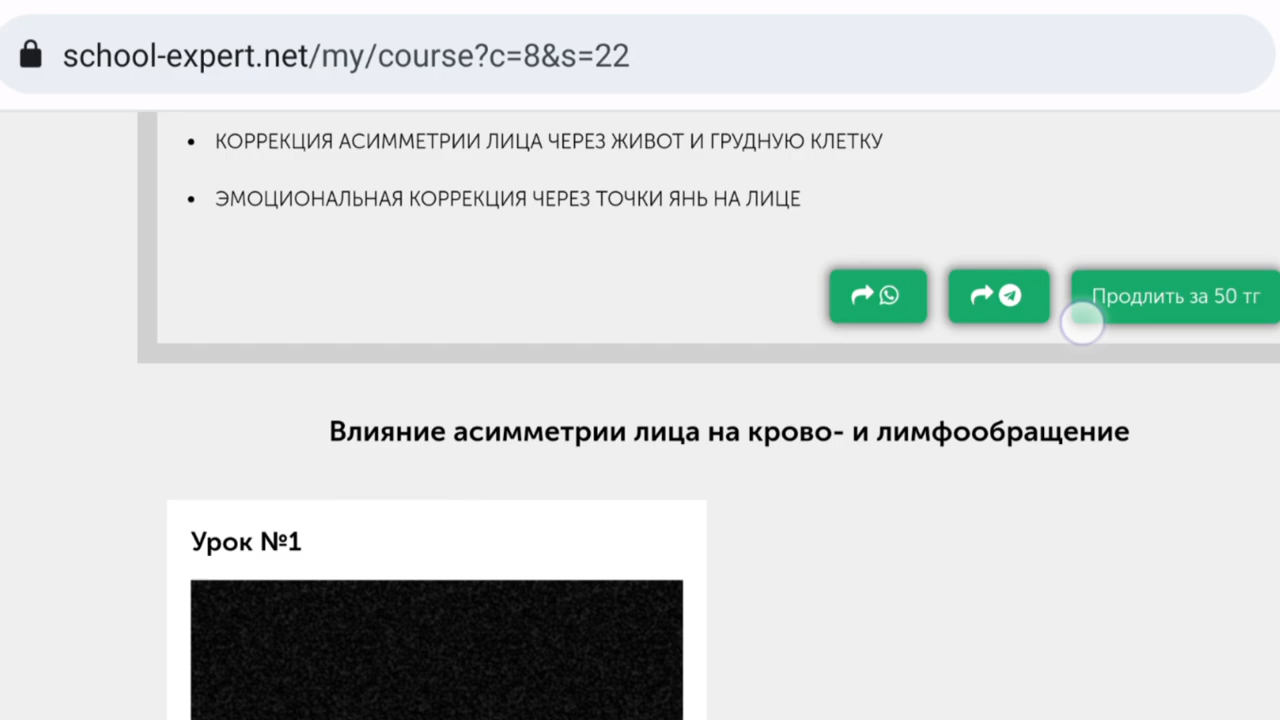 school-expert.net/my/course?c=8&s=22
• КОРРЕКЦИЯ АСИММЕТРИИ ЛИЦА ЧЕРЕЗ ЖИВОТ И ГРУДНУЮ КЛЕТКУ
• ЭМОЦИОНАЛЬНАЯ КОРРЕКЦИЯ ЧЕРЕЗ ТОЧКИ ЯНЬ НА ЛИЦЕ
Продлить за 50 тг
Влияние асимметрии лица на крово- и лимфообращение
Урок №1